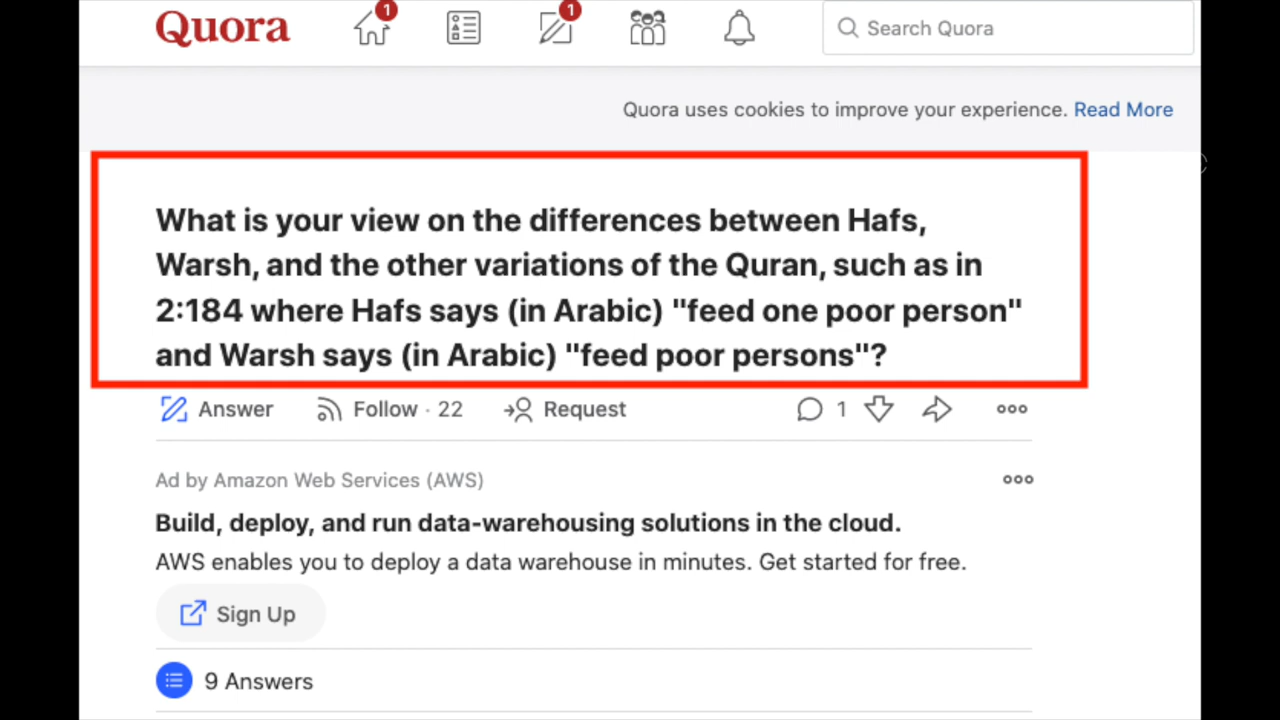 Quora
1
1
Search Quora
Quora uses cookies to improve your experience. Read More
What is your view on the differences between Hafs,
Warsh, and the other variations of the Quran, such as in
2:184 where Hafs says (in Arabic) "feed one poor person"
and Warsh says (in Arabic) "feed poor persons"?
Answer
Follow · 22
Request
1
Ad by Amazon Web Services (AWS)
Build, deploy, and run data-warehousing solutions in the cloud.
AWS enables you to deploy a data warehouse in minutes. Get started for free.
Sign Up
9 Answers